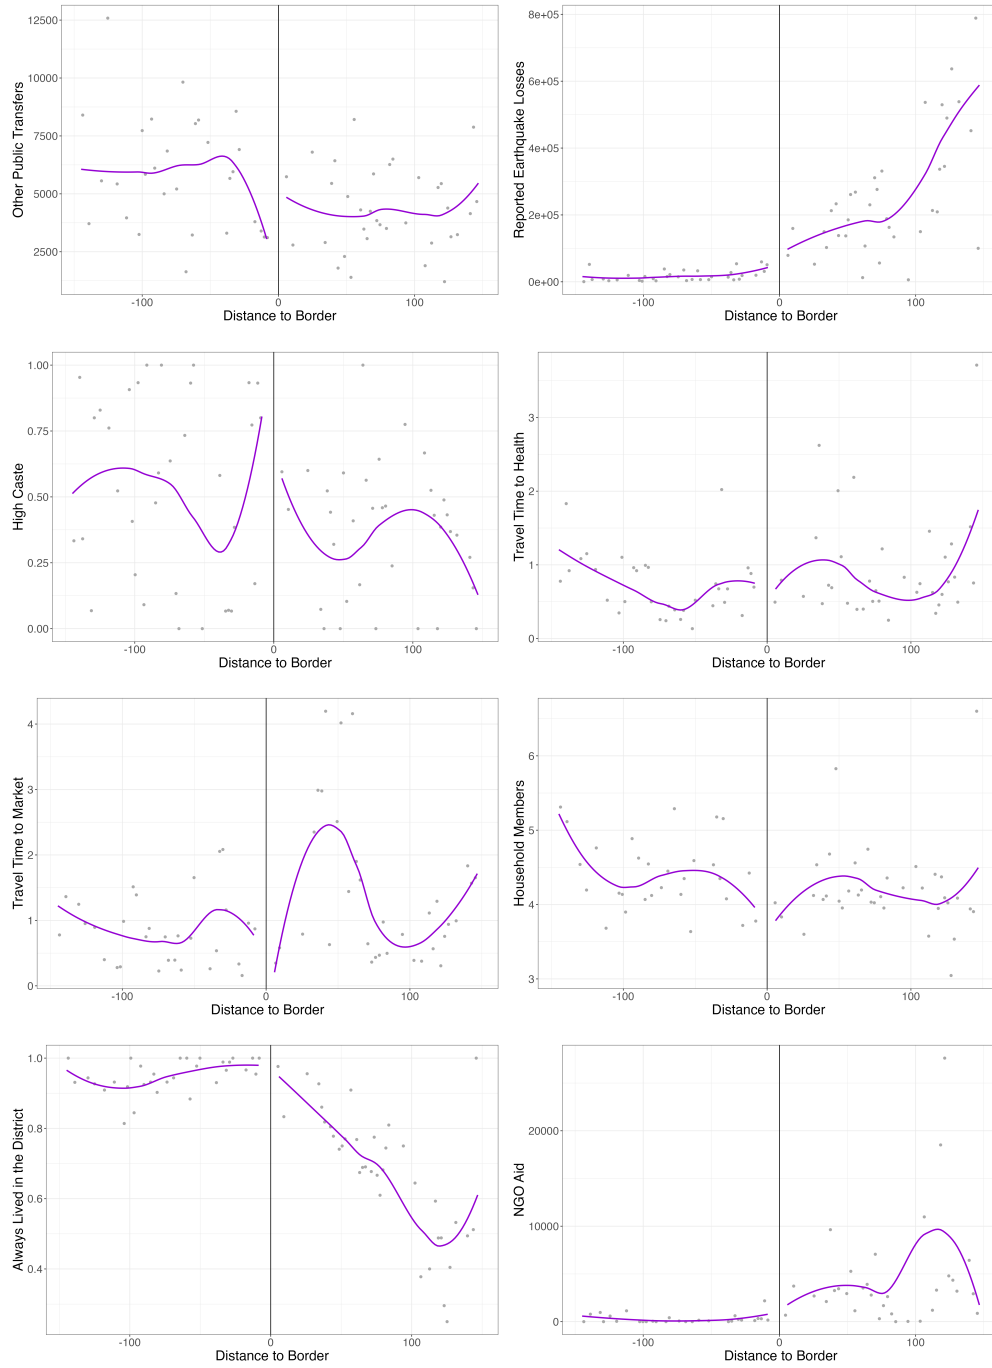 Other Public Transfers
12500
10000
7500
5000
2500
-100
0
100
Distance to Border
Reported Earthquake Losses
8e+05
6e+05
4e+05
2e+05
0e+00
-100
0
100
Distance to Border
High Caste
1.00
0.75
0.50
0.25
0.00
-100
0
100
Distance to Border
Travel Time to Health
3
2
1
0
-100
0
100
Distance to Border
Travel Time to Market
4
3
2
1
0
-100
0
100
Distance to Border
Household Members
6
5
4
3
-100
0
100
Distance to Border
Always Lived in the District
1.0
0.8
0.6
0.4
-100
0
100
Distance to Border
NGO Aid
20000
10000
0
-100
0
100
Distance to Border